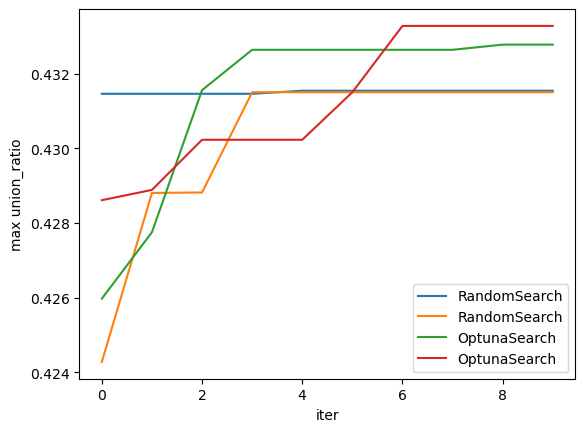 max union_ratio
0.432
0.430
0.428
0.426
0.424
0
2
4
6
8
iter
RandomSearch
RandomSearch
OptunaSearch
OptunaSearch